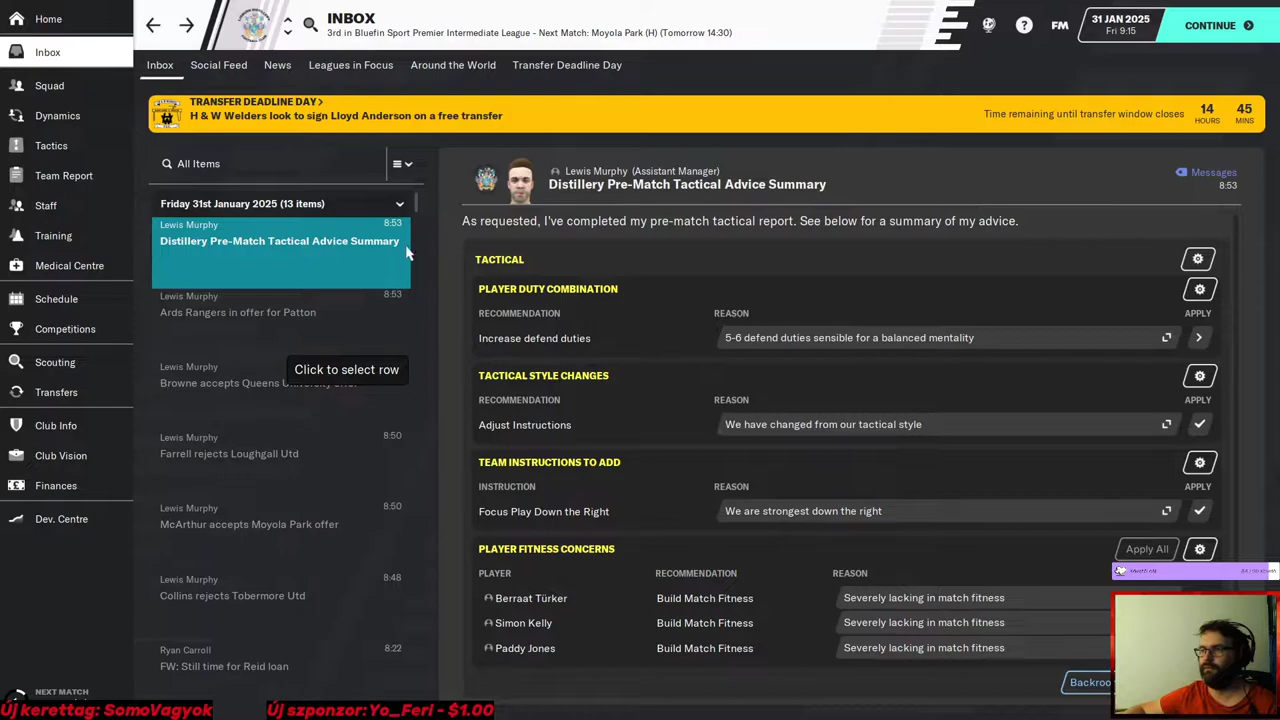 Home
Inbox
Squad
Dynamics
Tactics
Team Report
Staff
Training
Medical Centre
Schedule
Competitions
Scouting
Transfers
Club Info
Club Vision
Finances
Dev. Centre
NEXT MATCH
INBOX
3rd in Bluefin Sport Premier Intermediate League - Next Match: Moyola Park (H) (Tomorrow 14:30)
FM
31 JAN 2025
Fri 9:15
CONTINUE
Inbox Social Feed News Leagues in Focus Around the World Transfer Deadline Day
TRANSFER DEADLINE DAY>
H & W Welders look to sign Lloyd Anderson on a free transfer
Time remaining until transfer window closes
14 HOURS
45 MINS
All Items
Friday 31st January 2025 (13 items)
Lewis Murphy 8:53
Distillery Pre-Match Tactical Advice Summary
Lewis Murphy 8:53
Ards Rangers in offer for Patton
Lewis Murphy
Browne accepts Queens
Click to select row
Lewis Murphy 8:50
Farrell rejects Loughgall Utd
Lewis Murphy 8:50
McArthur accepts Moyola Park offer
Lewis Murphy 8:48
Collins rejects Tobermore Utd
Ryan Carroll 8:22
FW: Still time for Reid loan
Lewis Murphy (Assistant Manager)
Distillery Pre-Match Tactical Advice Summary
Messages
8:53
As requested, I've completed my pre-match tactical report. See below for a summary of my advice.
TACTICAL
PLAYER DUTY COMBINATION
RECOMMENDATION REASON APPLY
Increase defend duties 5-6 defend duties sensible for a balanced mentality
TACTICAL STYLE CHANGES
RECOMMENDATION REASON APPLY
Adjust Instructions We have changed from our tactical style
TEAM INSTRUCTIONS TO ADD
INSTRUCTION REASON APPLY
Focus Play Down the Right We are strongest down the right
PLAYER FITNESS CONCERNS Apply All
PLAYER RECOMMENDATION REASON
Berraat Türker Build Match Fitness Severely lacking in match fitness
Simon Kelly Build Match Fitness Severely lacking in match fitness
Paddy Jones Build Match Fitness Severely lacking in match fitness
Új kerettag: SomoVagyok Új szponzor: Yo_Feri - $1.00